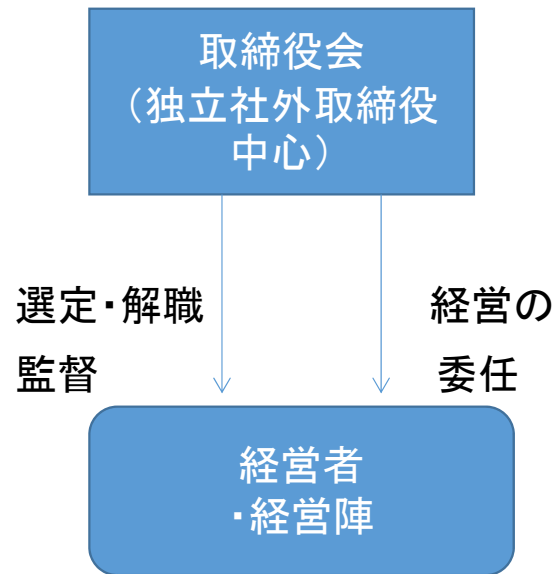 取締役会
（独立社外取締役
中心）
選定・解職
監督
経営の
委任
経営者
・経営陣